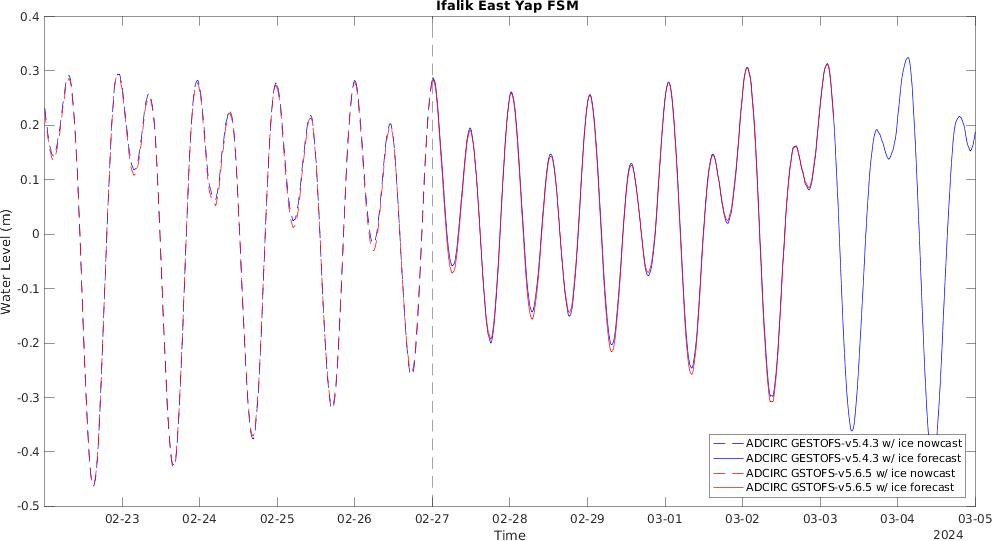 Ifalik East Yap FSM
Water Level (m)
0.4
0.3
0.2
0.1
0
-0.1
-0.2
-0.3
-0.4
-0.5
ADCIRC GESTOFS-v5.4.3 w/ ice nowcast
ADCIRC GESTOFS-v5.4.3 w/ ice forecast
ADCIRC GSTOFS-v5.6.5 w/ ice nowcast
ADCIRC GSTOFS-v5.6.5 w/ ice forecast
02-23 02-24 02-25 02-26 02-27 02-28 02-29 03-01 03-02 03-03 03-04 03-05
Time
2024